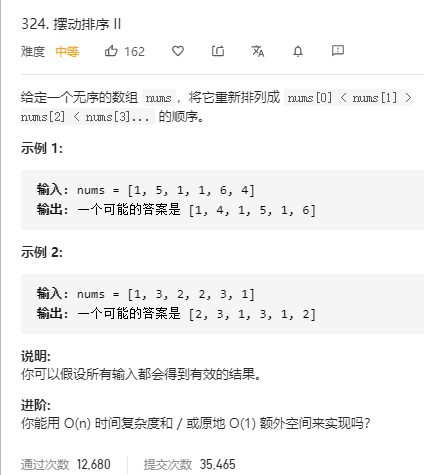 324. 摆动排序 II
难度 中等 162
给定一个无序的数组 nums，将它重新排列成 nums[0] < nums[1] >
nums[2] < nums[3]... 的顺序。
示例 1:
输入: nums = [1, 5, 1, 1, 6, 4]
输出: 一个可能的答案是 [1, 4, 1, 5, 1, 6]
示例 2:
输入: nums = [1, 3, 2, 2, 3, 1]
输出: 一个可能的答案是 [2, 3, 1, 3, 1, 2]
说明:
你可以假设所有输入都会得到有效的结果。
进阶:
你能用 O(n) 时间复杂度和 / 或原地 O(1) 额外空间来实现吗？
通过次数 12,680 提交次数 35,465